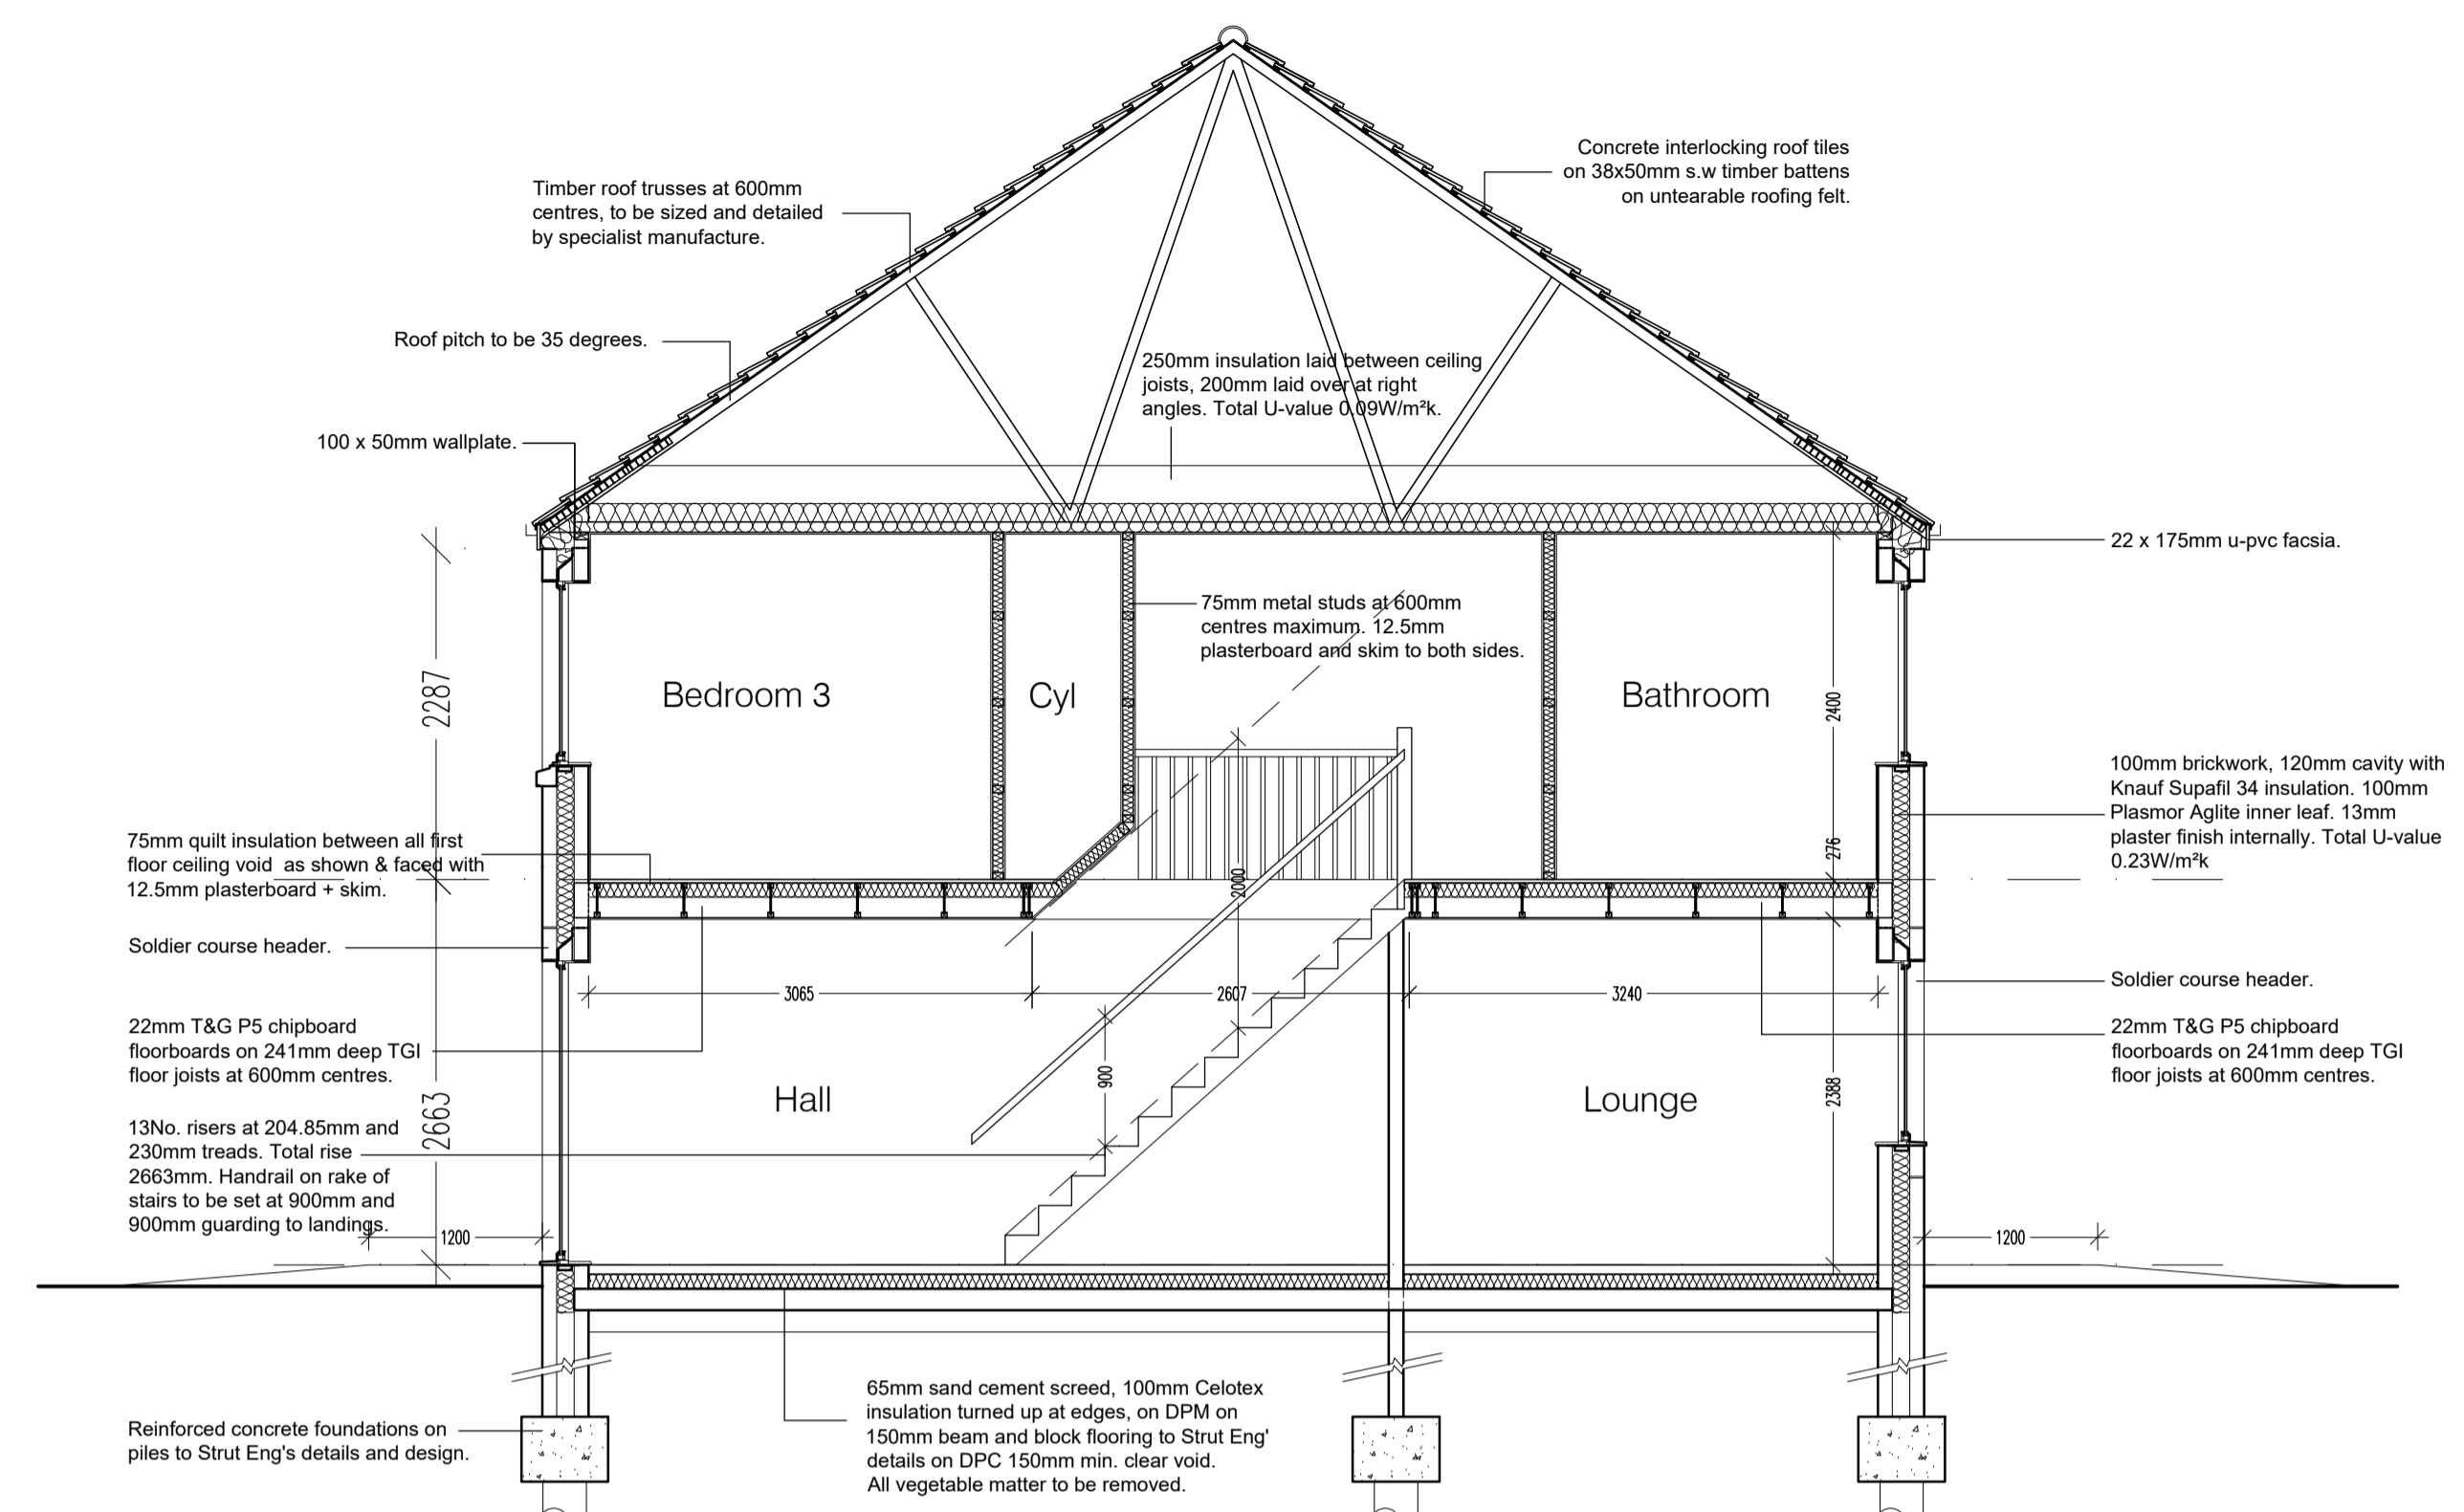 Timber roof trusses at 600mm
centres, to be sized and detailed
by specialist manufacture.
Concrete interlocking roof tiles
on 38x50mm s.w timber battens
on untearable roofing felt.
Roof pitch to be 35 degrees.
250mm insulation laid between ceiling
joists, 200mm laid over at right
angles. Total U-value 0.09W/m²k.
100 x 50mm wallplate.
22 x 175mm u-pvc facsia.
75mm metal studs at 600mm
centres maximum. 12.5mm
plasterboard and skim to both sides.
2287
Bedroom 3
Cyl
Bathroom
2400
100mm brickwork, 120mm cavity with
Knauf Supafil 34 insulation. 100mm
Plasmor Aglite inner leaf. 13mm
plaster finish internally. Total U-value
0.23W/m²k
75mm quilt insulation between all first
floor ceiling void as shown & faced with
12.5mm plasterboard + skim.
276
2000
Soldier course header.
Soldier course header.
3065
2607
3240
22mm T&G P5 chipboard
floorboards on 241mm deep TGI
floor joists at 600mm centres.
22mm T&G P5 chipboard
floorboards on 241mm deep TGI
floor joists at 600mm centres.
900
Hall
Lounge
2388
2663
13No. risers at 204.85mm and
230mm treads. Total rise
2663mm. Handrail on rake of
stairs to be set at 900mm and
900mm guarding to landings.
1200
1200
65mm sand cement screed, 100mm Celotex
insulation turned up at edges, on DPM on
150mm beam and block flooring to Strut Eng'
details on DPC 150mm min. clear void.
All vegetable matter to be removed.
Reinforced concrete foundations on
piles to Strut Eng's details and design.